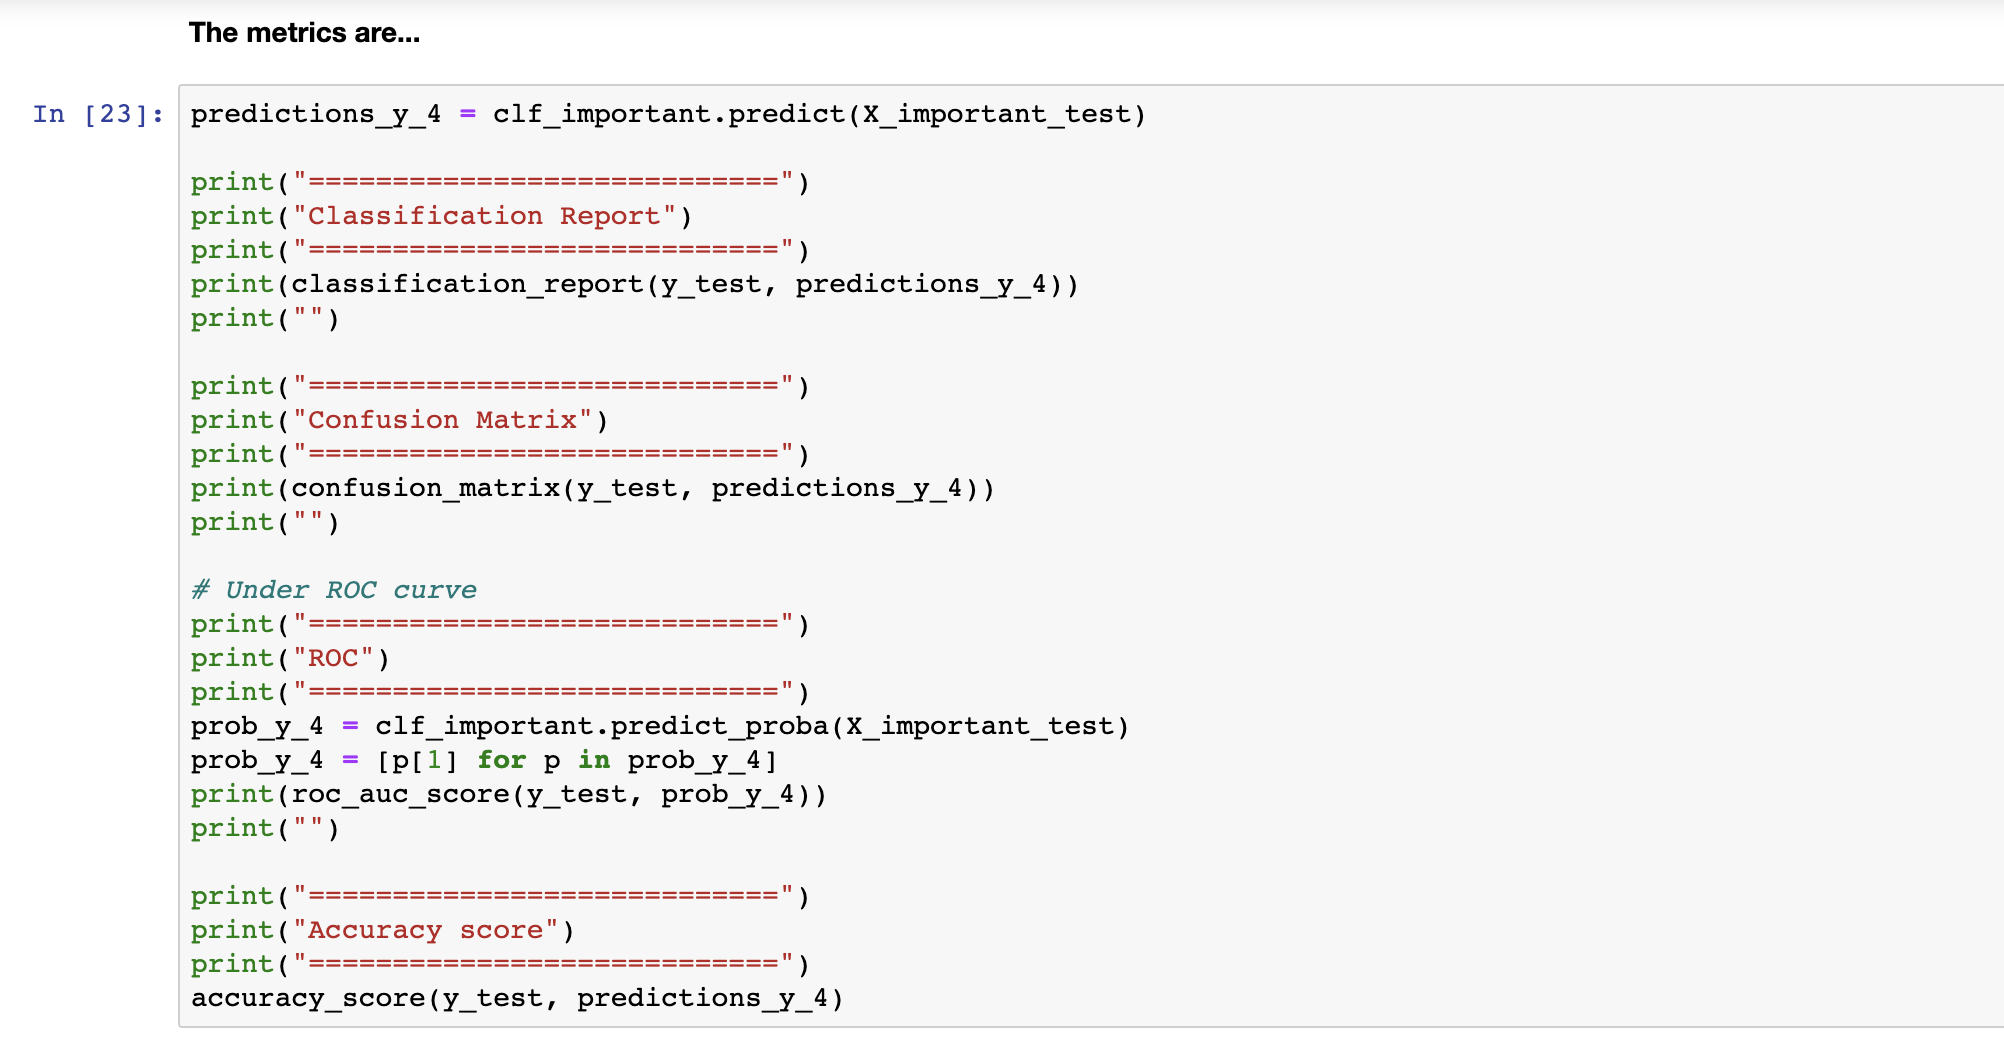 The metrics are...
In [23]:
predictions_y_4 = clf_important.predict(X_important_test)
print("============================")
print("Classification Report")
print("============================")
print(classification_report(y_test, predictions_y_4))
print("")
print("============================")
print("Confusion Matrix")
print("============================")
print(confusion_matrix(y_test, predictions_y_4))
print("")
# Under ROC curve
print("============================")
print("ROC")
print("============================")
prob_y_4 = clf_important.predict_proba(X_important_test)
prob_y_4 = [p[1] for p in prob_y_4]
print(roc_auc_score(y_test, prob_y_4))
print("")
print("============================")
print("Accuracy score")
print("============================")
accuracy_score(y_test, predictions_y_4)